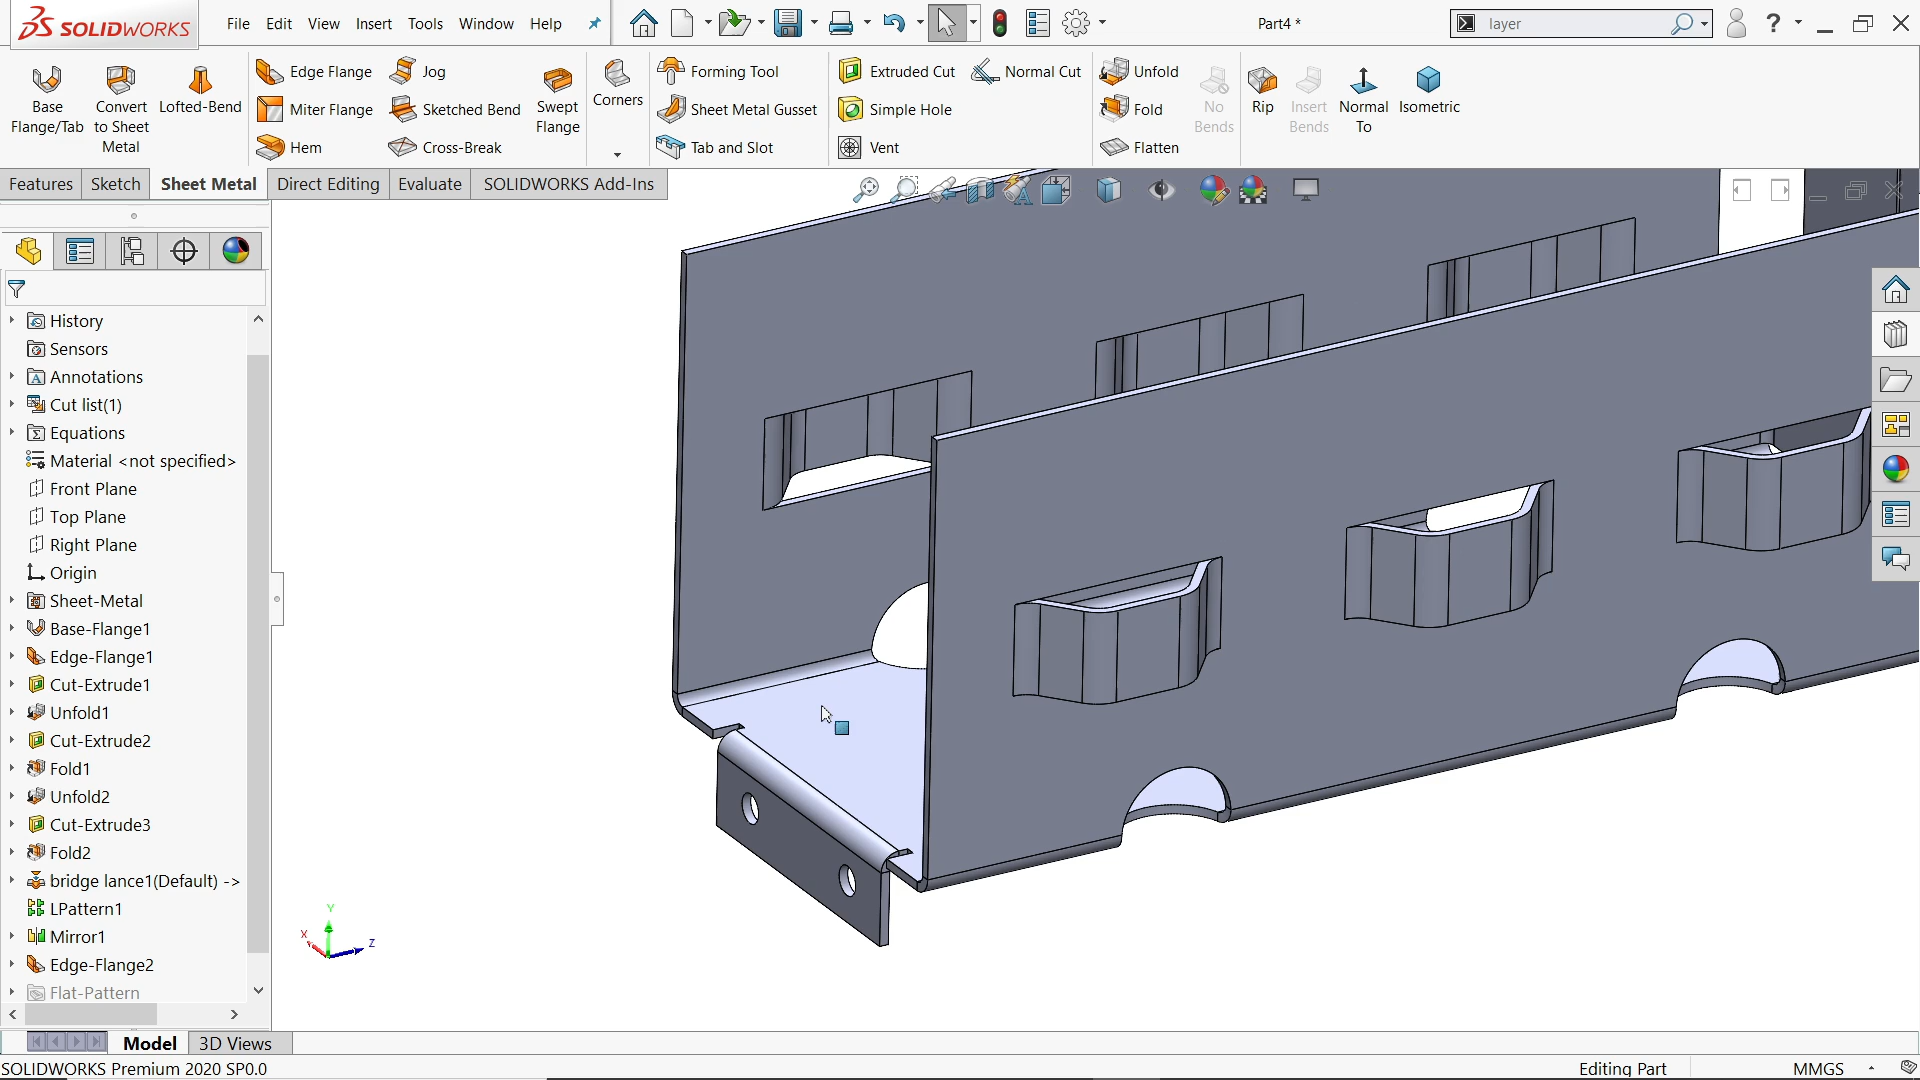 SOLIDWORKS
File Edit View Insert Tools Window Help
Part4 *
layer
?
Base Flange/Tab
Convert to Sheet Metal
Lofted-Bend
Edge Flange
Miter Flange
Hem
Jog
Sketched Bend
Cross-Break
Swept Flange
Corners
Forming Tool
Sheet Metal Gusset
Tab and Slot
Extruded Cut
Simple Hole
Vent
Normal Cut
Unfold
Fold
Flatten
No Bends
Rip
Insert Bends
Normal To
Isometric
Features Sketch Sheet Metal Direct Editing Evaluate SOLIDWORKS Add-Ins
History
Sensors
Annotations
Cut list(1)
Equations
Material <not specified>
Front Plane
Top Plane
Right Plane
Origin
Sheet-Metal
Base-Flange1
Edge-Flange1
Cut-Extrude1
Unfold1
Cut-Extrude2
Fold1
Unfold2
Cut-Extrude3
Fold2
bridge lance1(Default) ->
LPattern1
Mirror1
Edge-Flange2
Flat-Pattern
Y
X
Z
Model 3D Views
SOLIDWORKS Premium 2020 SP0.0
Editing Part
MMGS